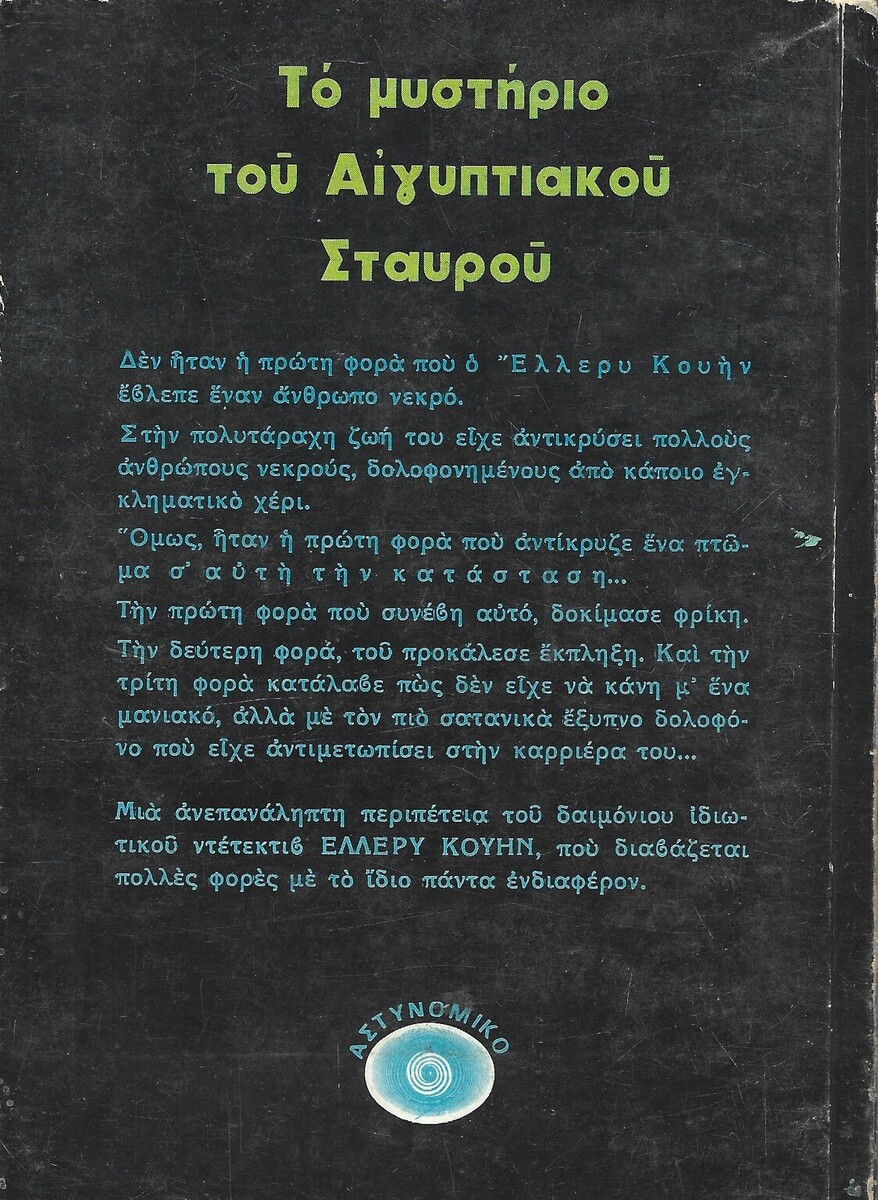 Τό μυστήριο
τοῦ Αἰγυπτιακοῦ
Σταυροῦ
Δὲν ἦταν ἡ πρώτη φορὰ ποὺ ὁ Ἔλλερυ Κουὴν
ἔβλεπε ἕναν ἄνθρωπο νεκρό.
Στὴν πολυτάραχη ζωή του εἶχε ἀντικρύσει πολλοὺς
ἀνθρώπους νεκρούς, δολοφονημένους ἀπὸ κάποιο ἐγ-
κληματικὸ χέρι.
Ὅμως, ἦταν ἡ πρώτη φορὰ ποὺ ἀντίκρυζε ἕνα πτῶ-
μα σ' αὐτὴ τὴν κατάσταση...
Τὴν πρώτη φορὰ ποὺ συνέβη αὐτό, δοκίμασε φρίκη.
Τὴν δεύτερη φορά, τοῦ προκάλεσε ἔκπληξη. Καὶ τὴν
τρίτη φορὰ κατάλαβε πὼς δὲν εἶχε νὰ κάνη μ' ἕνα
μανιακό, ἀλλὰ μὲ τὸν πιὸ σατανικὰ ἔξυπνο δολοφό-
νο ποὺ εἶχε ἀντιμετωπίσει στὴν καρριέρα του...
Μιὰ ἀνεπανάληπτη περιπέτεια τοῦ δαιμόνιου ἰδιω-
τικοῦ ντέτεκτιβ ΕΛΛΕΡΥ ΚΟΥΗΝ, ποὺ διαβάζεται
πολλὲς φορὲς μὲ τὸ ἴδιο πάντα ἐνδιαφέρον.
ΑΣΤΥΝΟΜΙΚΟ